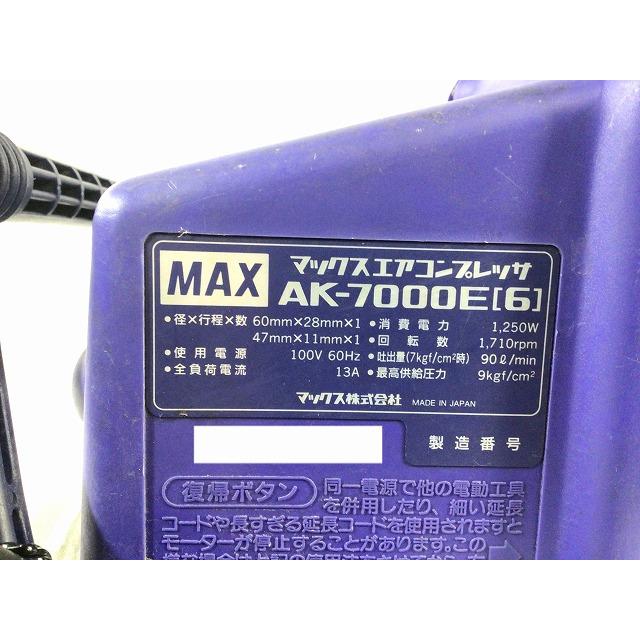 MAX マックスエアコンプレッサ
AK-7000E[6]
•径×行程×数 60mm×28mm×1 •消費電力 1,250W
47mm×11mm×1 •回転数 1,710rpm
•使用電源 100V 60Hz •吐出量(7kgf/cm²時) 90ℓ/min
•全負荷電流 13A •最高供給圧力 9kgf/cm²
マックス株式会社 MADE IN JAPAN
製造番号
復帰ボタン 同一電源で他の電動工具
を併用したり、細い延長
コードや長すぎる延長コードを使用されますと
モーターが停止することがあります。この